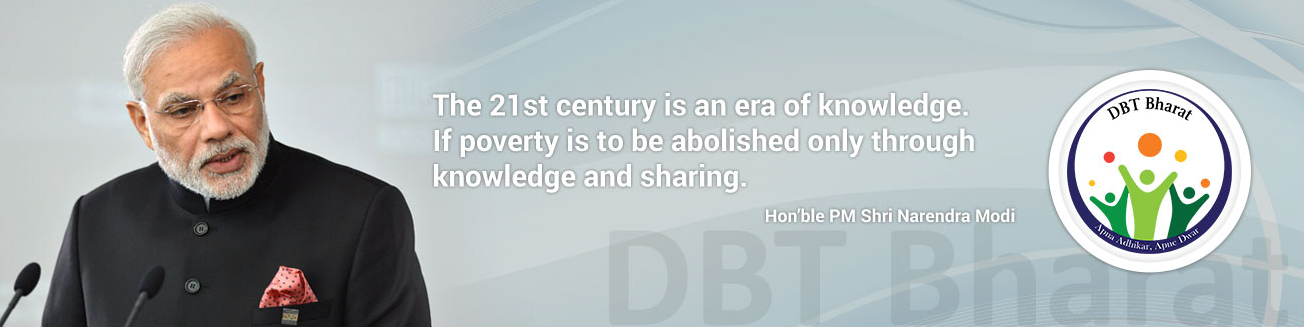 The 21st century is an era of knowledge.
If poverty is to be abolished only through
knowledge and sharing.
Hon'ble PM Shri Narendra Modi
DBT Bharat
Apna Adhikar, Apne Dwar
DBT Bharat